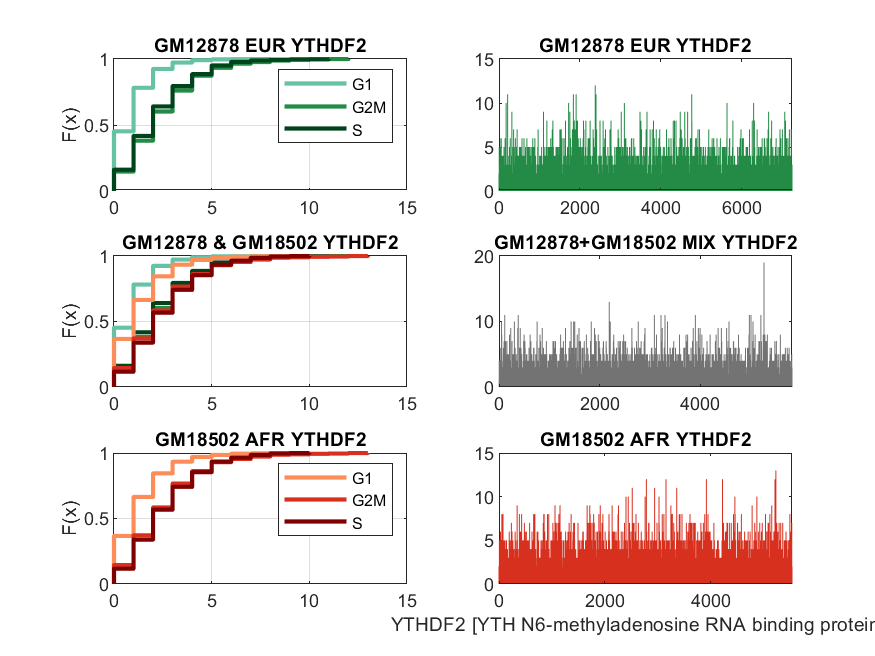 GM12878 EUR YTHDF2
F(x)
1
0.5
0
0 5 10 15
G1
G2M
S
GM12878 EUR YTHDF2
15
10
5
0
0 2000 4000 6000
GM12878 & GM18502 YTHDF2
F(x)
1
0.5
0
0 5 10 15
GM12878+GM18502 MIX YTHDF2
20
10
0
0 2000 4000
GM18502 AFR YTHDF2
F(x)
1
0.5
0
0 5 10 15
G1
G2M
S
GM18502 AFR YTHDF2
15
10
5
0
0 2000 4000
YTHDF2 [YTH N6-methyladenosine RNA binding protein